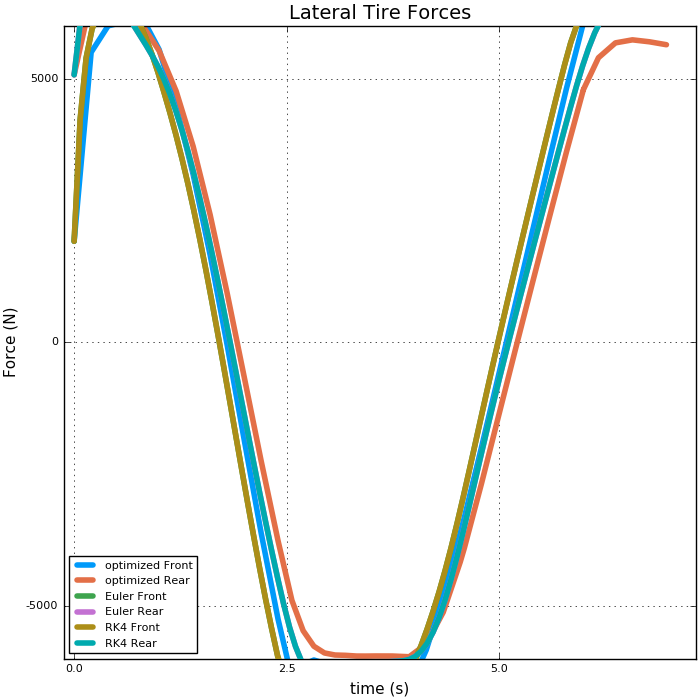 Lateral Tire Forces
Force (N)
5000
0
-5000
optimized Front
optimized Rear
Euler Front
Euler Rear
RK4 Front
RK4 Rear
0.0 2.5 5.0
time (s)